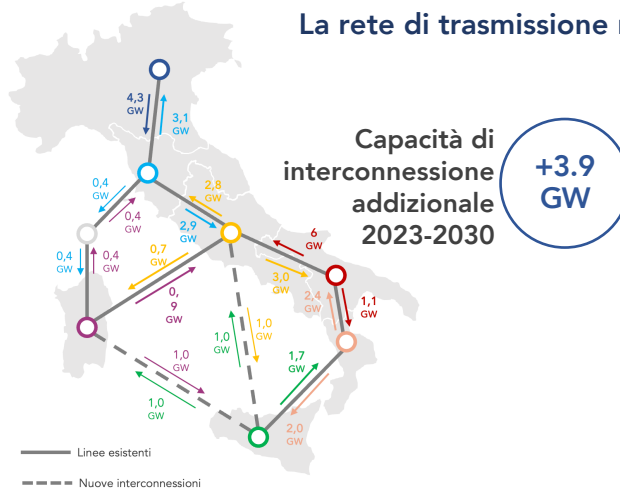 La rete di trasmissione
4,3
GW
3,1
GW
Capacità di
interconnessione
addizionale
2023-2030
+3.9
GW
0,4
GW
0,4
GW
2,8
GW
2,9
GW
6
GW
0,4
GW
0,4
GW
0,7
GW
0,
9
GW
3,0
GW
2,4
GW
1,1
GW
1,0
GW
1,0
GW
1,7
GW
1,0
GW
1,0
GW
2,0
GW
Linee esistenti
Nuove interconnessioni